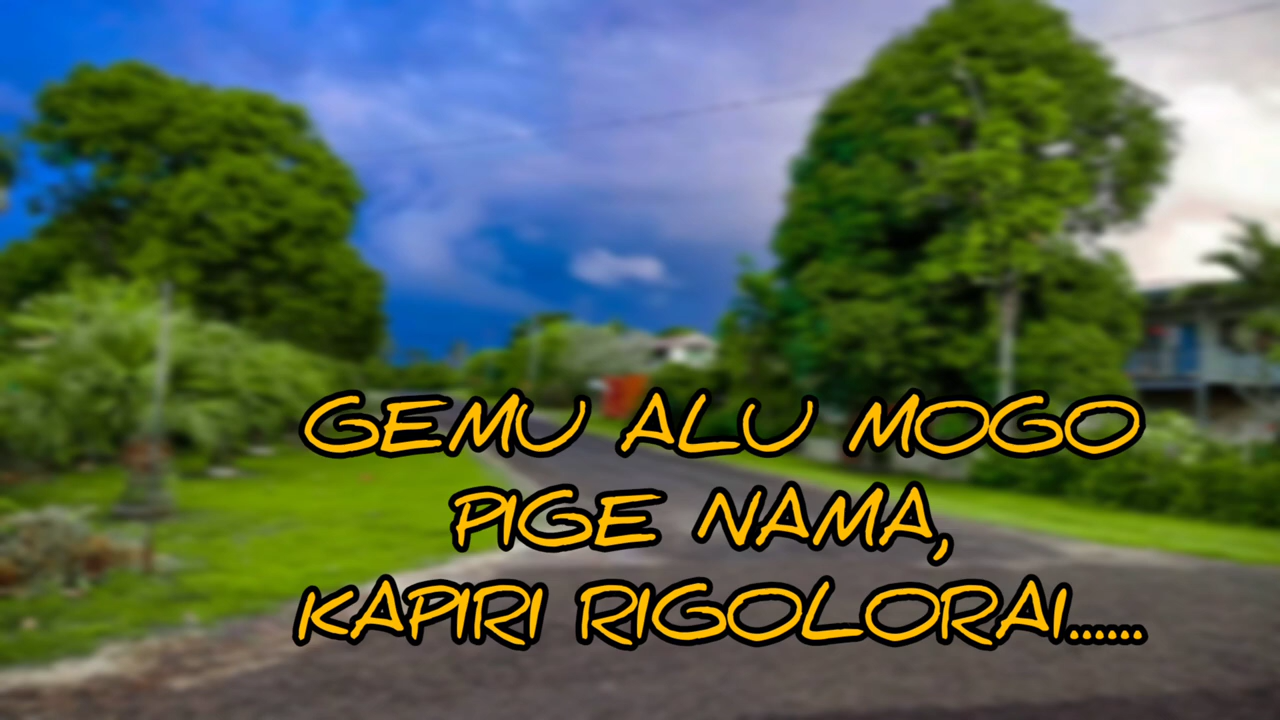 GEMU ALU MOGO
PIGE NAMA,
KAPIRI RIGOLORAI......